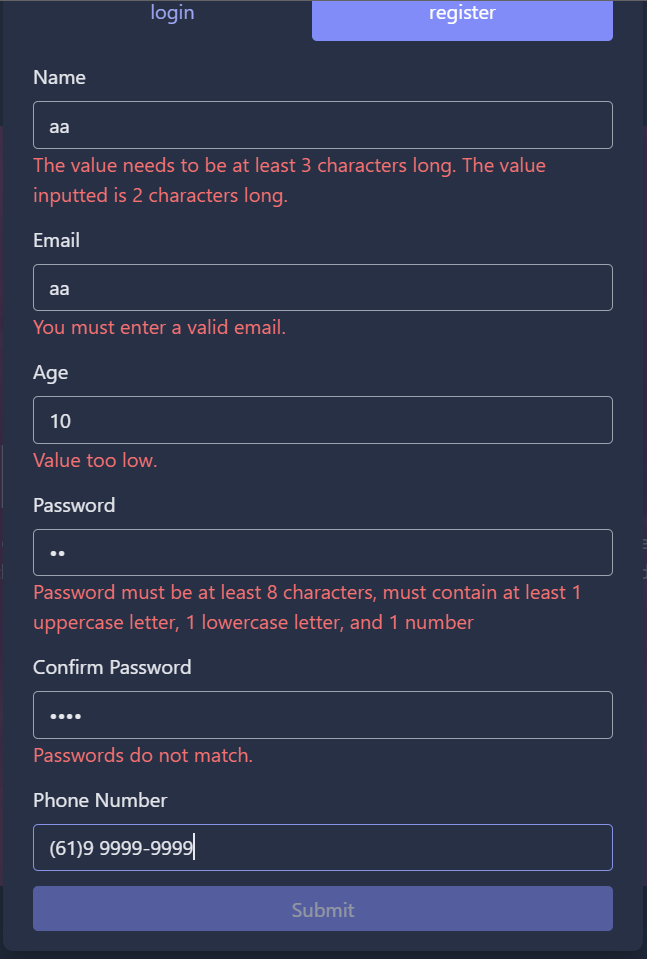 login
register
Name
aa
The value needs to be at least 3 characters long. The value
inputted is 2 characters long.
Email
aa
You must enter a valid email.
Age
10
Value too low.
Password
••
Password must be at least 8 characters, must contain at least 1
uppercase letter, 1 lowercase letter, and 1 number
Confirm Password
••••
Passwords do not match.
Phone Number
(61)9 9999-9999
Submit